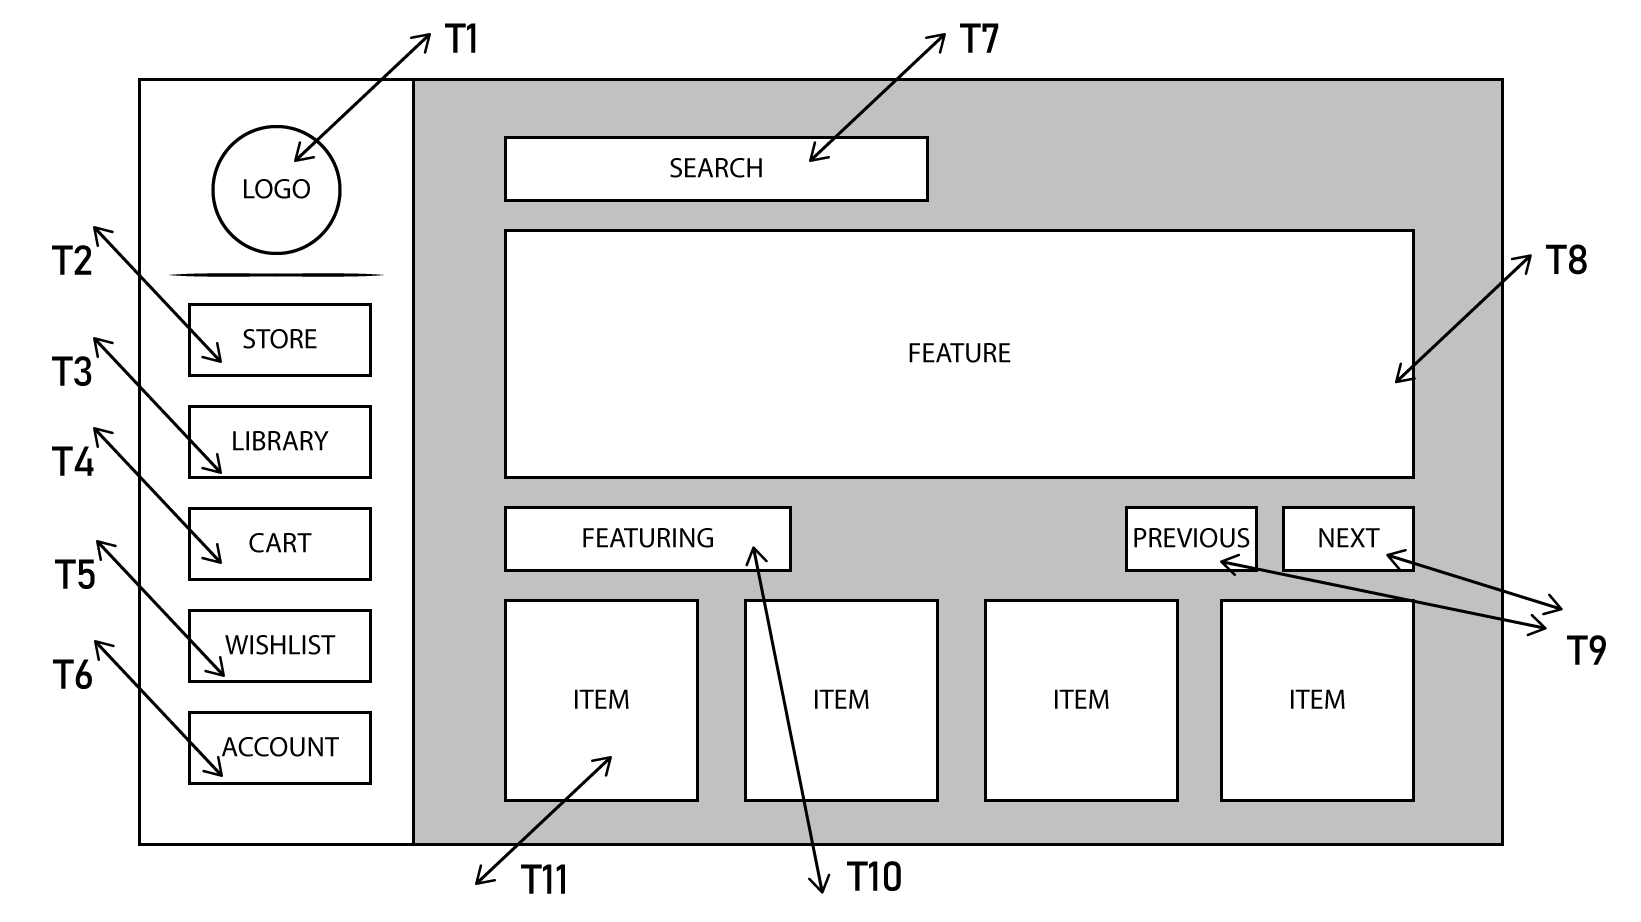 T1
T7
SEARCH
LOGO
T2
T8
STORE
FEATURE
T3
LIBRARY
T4
CART
FEATURING
PREVIOUS
NEXT
T5
WISHLIST
T9
T6
ITEM
ITEM
ITEM
ITEM
ACCOUNT
T11
T10